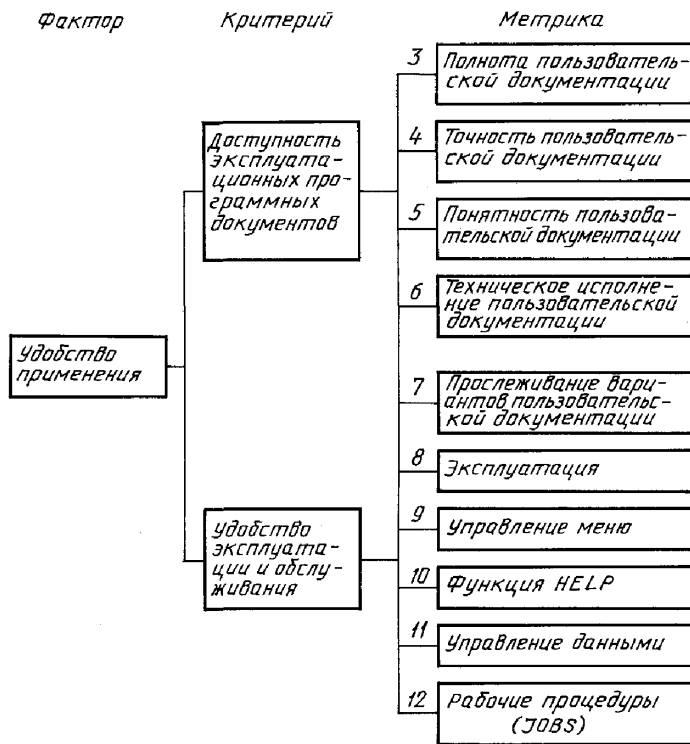 Фактор
Критерий
Метрика
3
Полнота пользователь-
ской документации
Доступность
эксплуата-
ционных про-
граммных
документов
4
Точность пользователь-
ской документации
5
Понятность пользова-
тельской документации
6
Техническое исполне-
ние пользовательской
документации
Удобство
применения
7
Прослеживание вари-
антов пользователь-
ской документации
8
Эксплуатация
Удобство
эксплуата-
ции и обслу-
живания
9
Управление меню
10
Функция HELP
11
Управление данными
12
Рабочие процедуры
(JOBS)